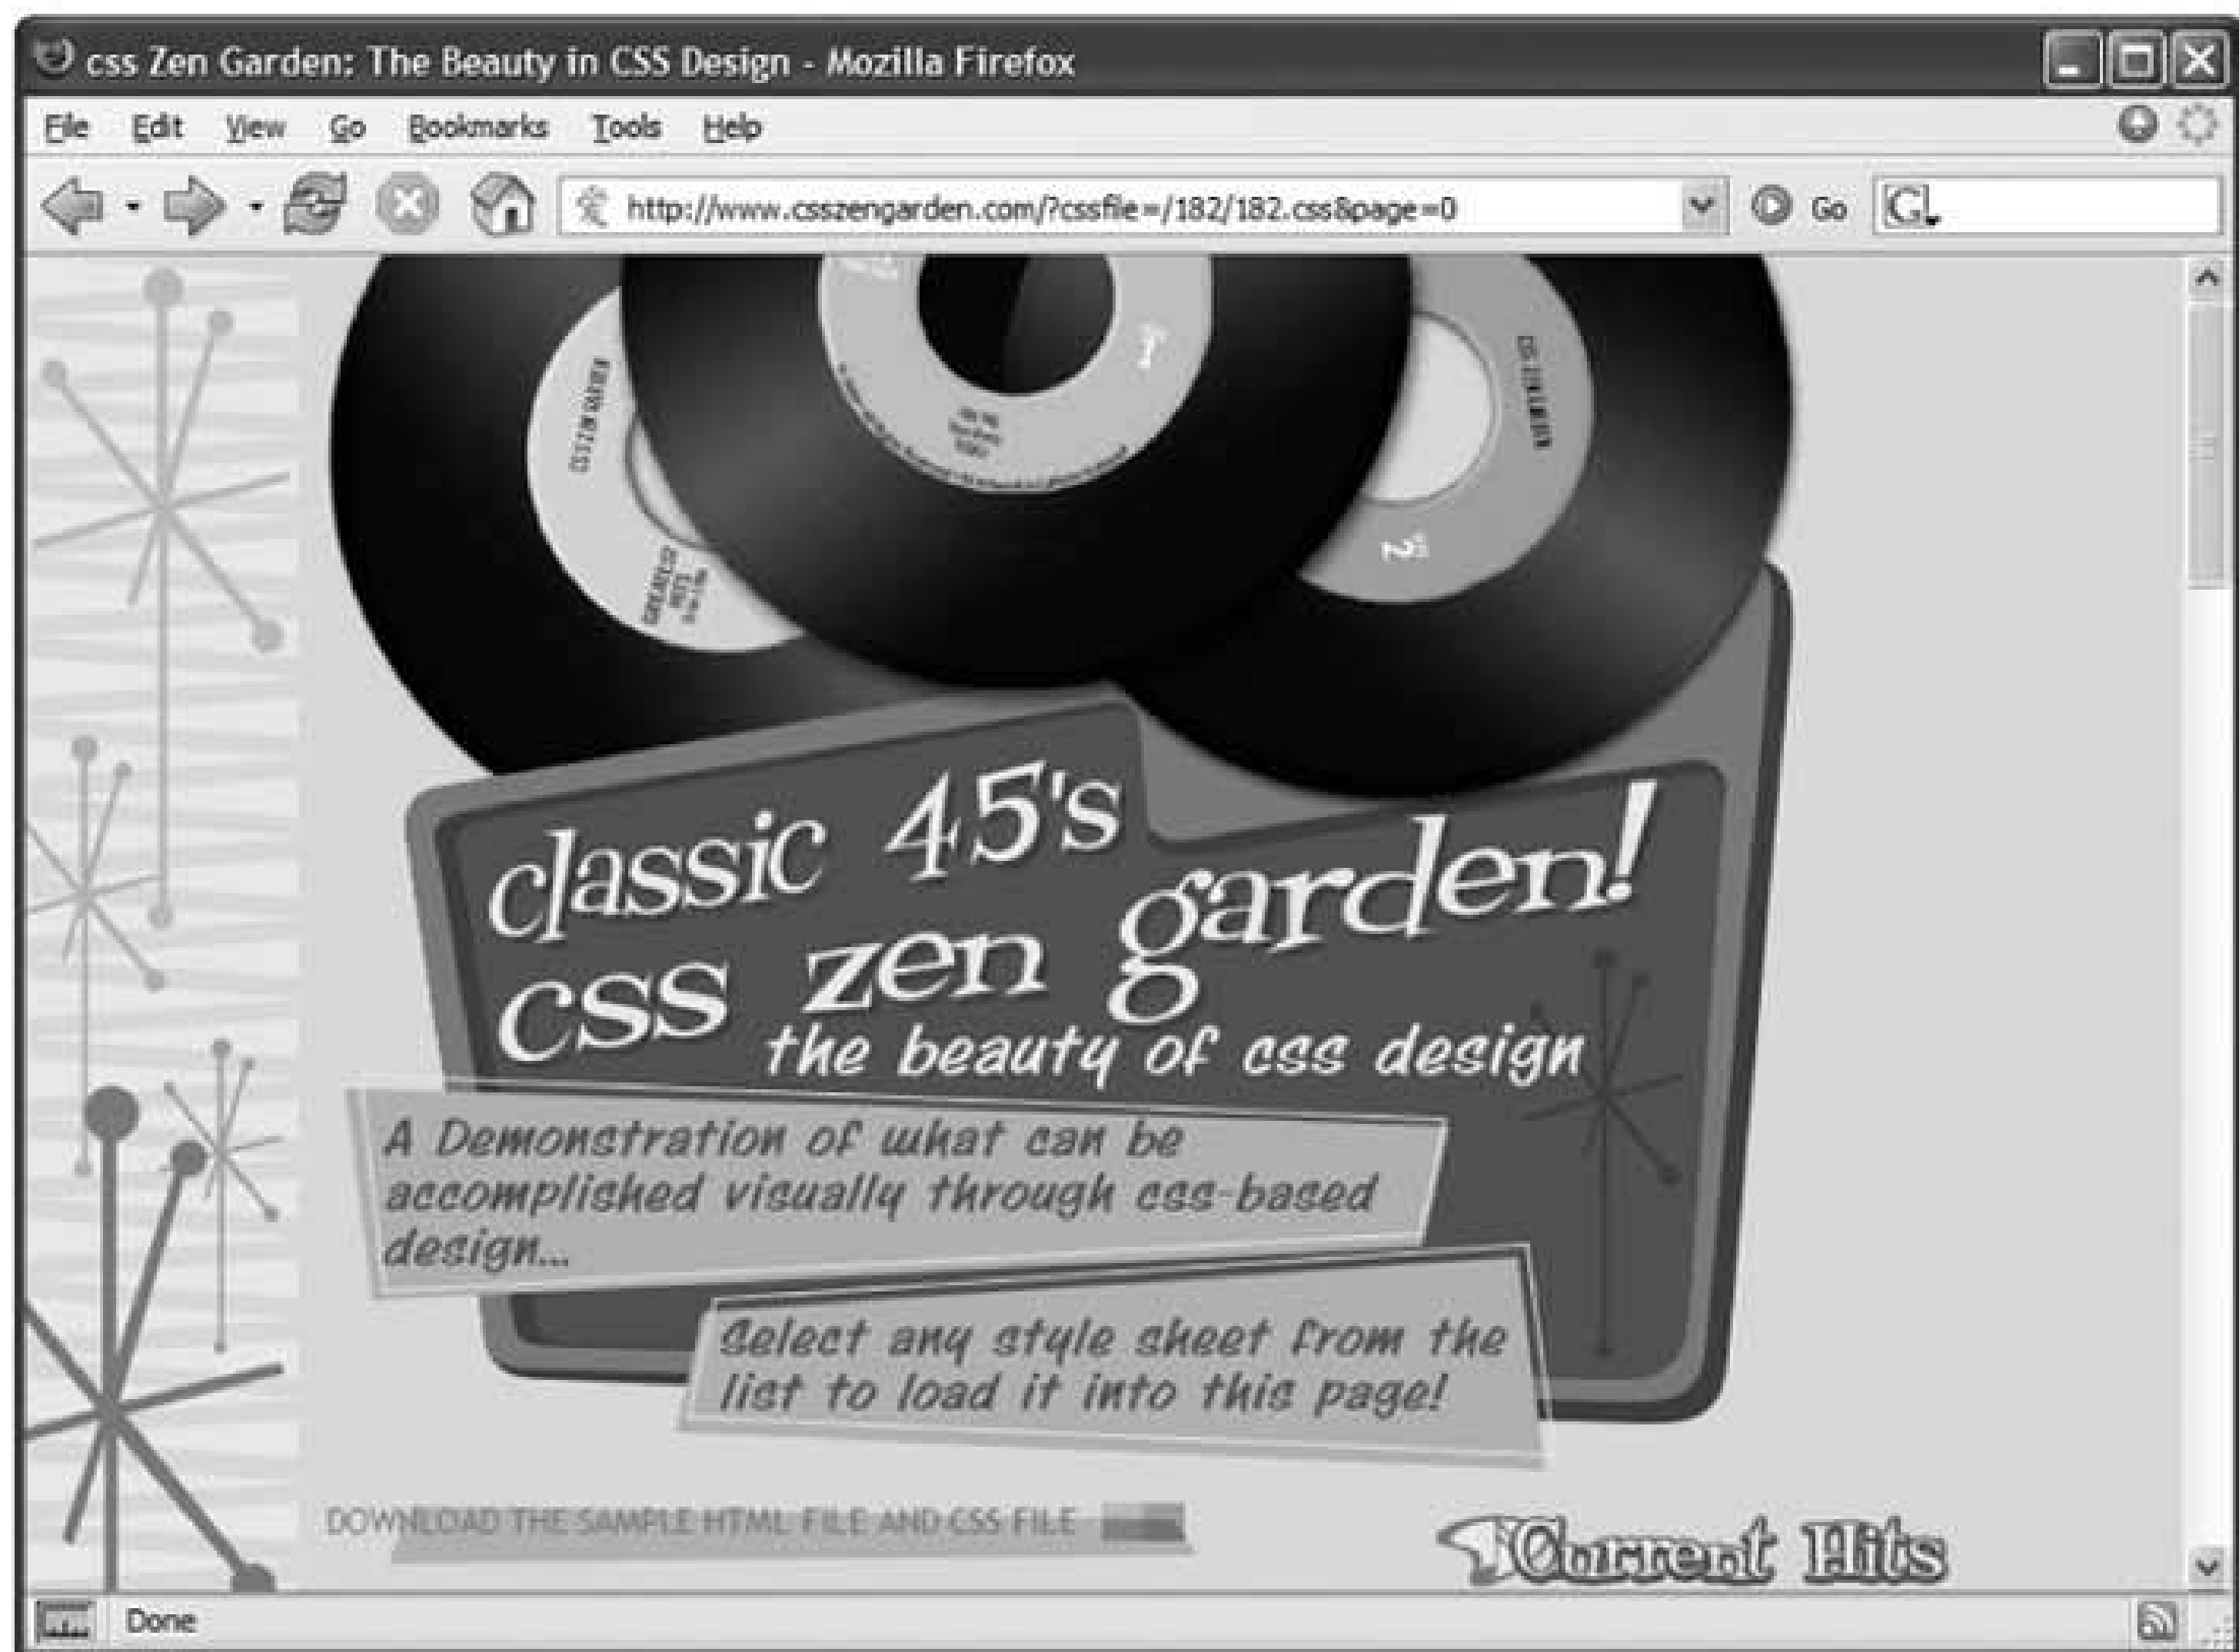 css Zen Garden: The Beauty in CSS Design - Mozilla Firefox
File Edit View Go Bookmarks Tools Help
http://www.csszengarden.com/?cssfile=/182/182.css&page=0
Go
G
2
GREATEST
HITS
classic 45's
css zen garden!
the beauty of css design
A Demonstration of what can be
accomplished visually through css-based
design...
Select any style sheet from the
list to load it into this page!
DOWNLOAD THE SAMPLE HTML FILE AND CSS FILE
Current Hits
Done